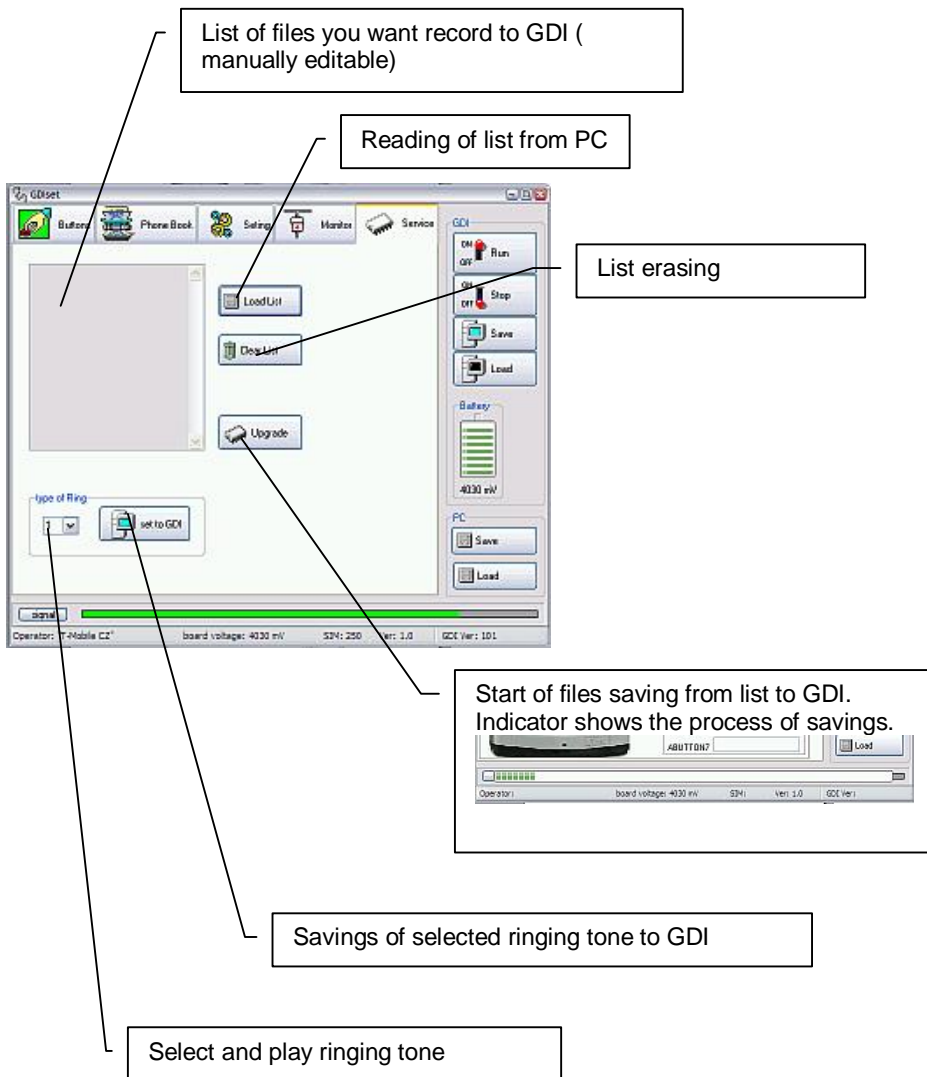 List of files you want record to GDI (
manually editable)
Reading of list from PC
GDIset
Buttons Phone Book Seting Monitor Service
GDI
ON
OFF
Run
List erasing
ON
OFF
Stop
Load List
Save
Clear List
Load
Upgrade
Battery
4030 mV
type of Ring
1
set to GDI
PC
Save
Load
signal
Operator: "T-Mobile CZ" board voltage: 4030 mV SIM: 250 Ver: 1.0 GDI Ver: 101
Start of files saving from list to GDI.
Indicator shows the process of savings.
ABUTTON7
Load
Operator: board voltage: 4030 mV SIM: Ver: 1.0 GDI Ver:
Savings of selected ringing tone to GDI
Select and play ringing tone